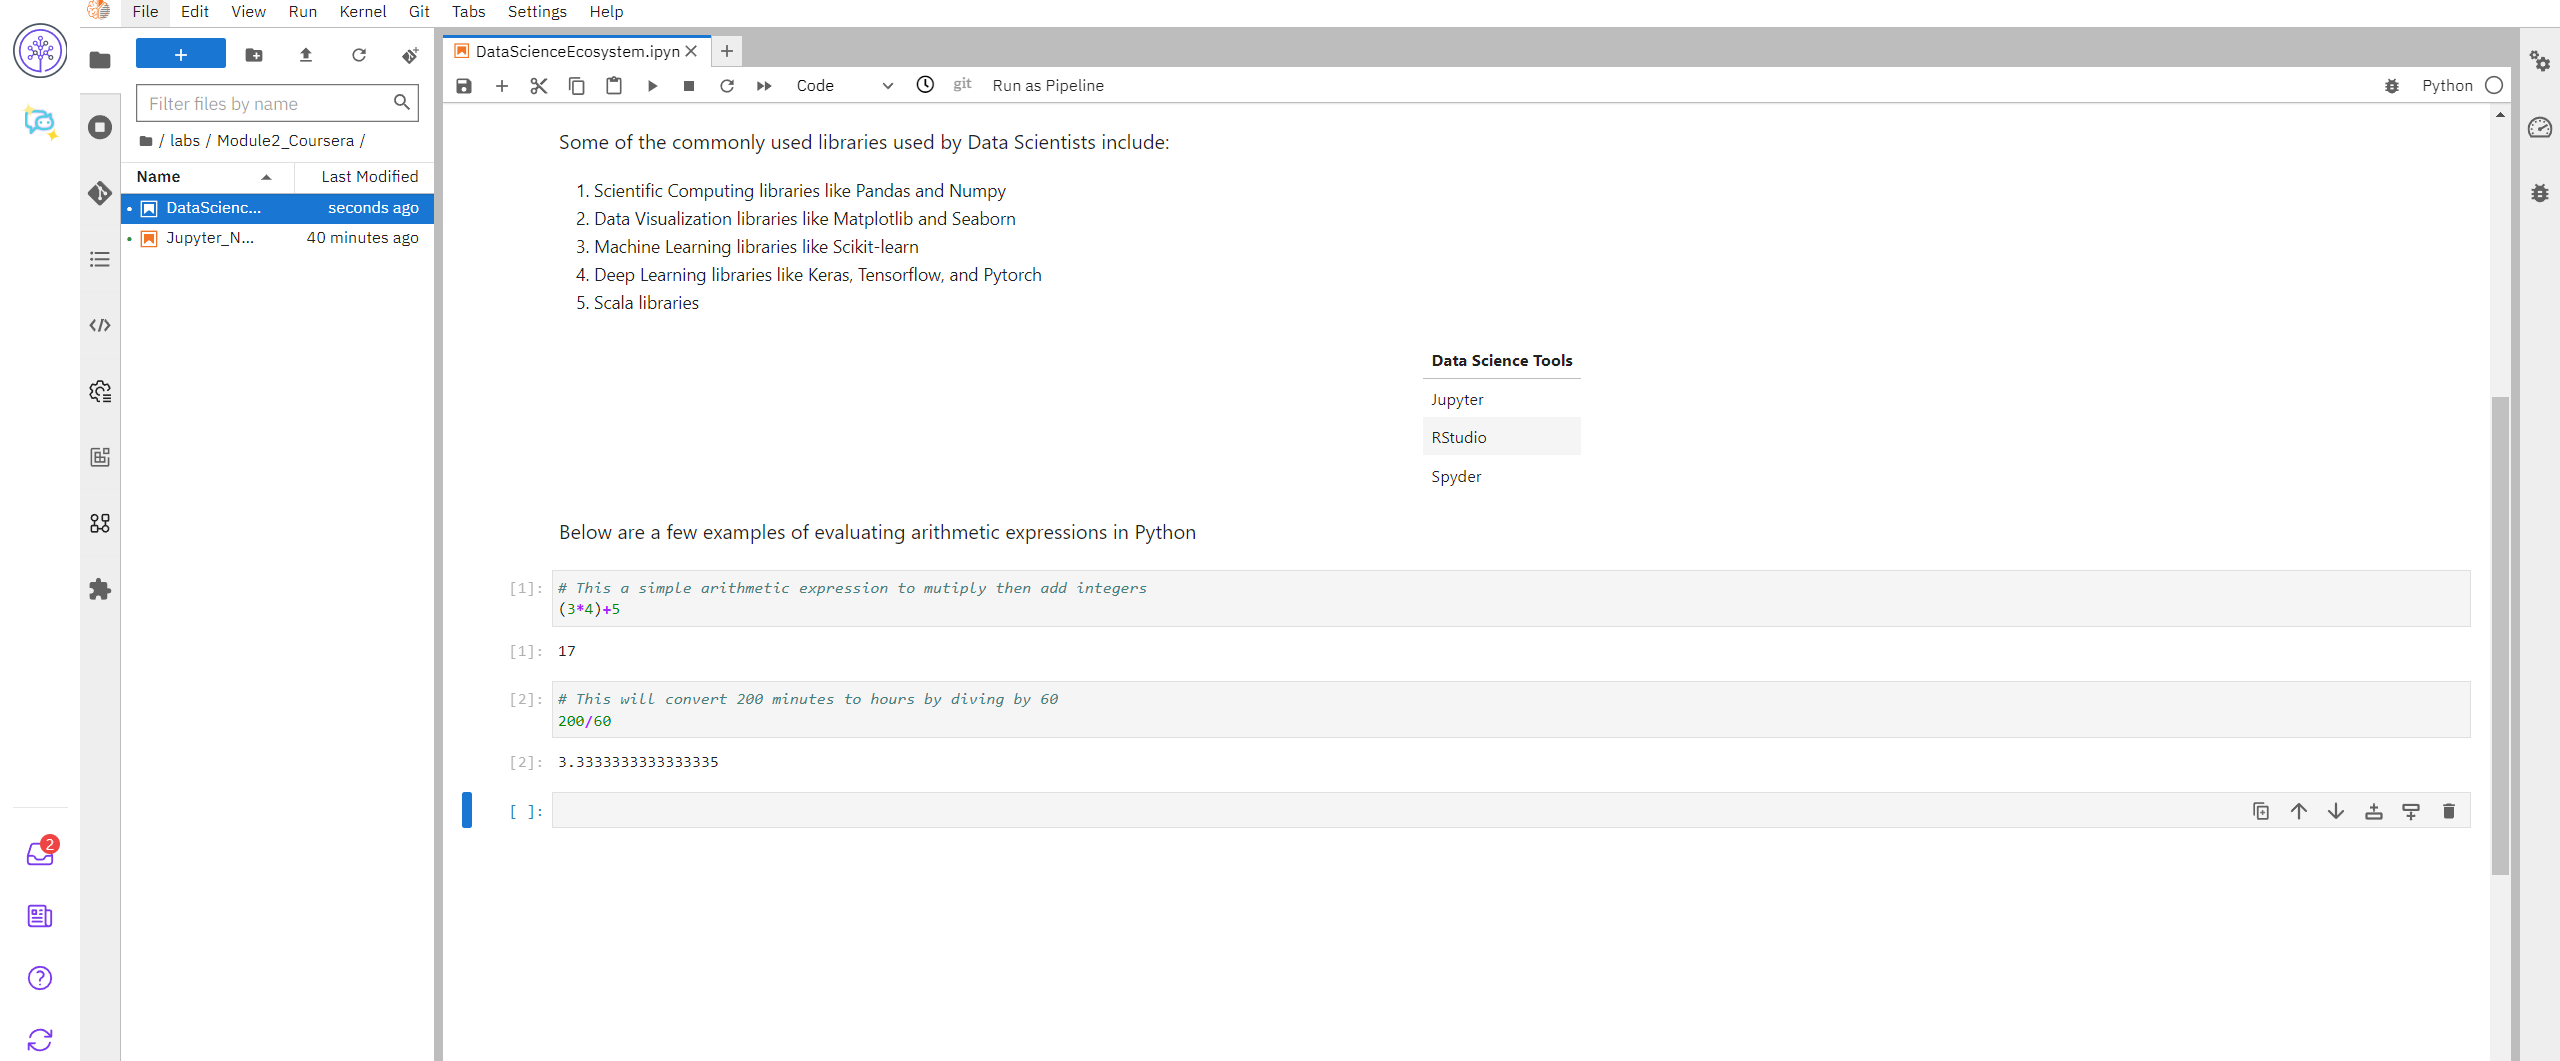 File Edit View Run Kernel Git Tabs Settings Help
DataScienceEcosystem.ipyn
Code
git
Run as Pipeline
Python
Filter files by name
/ labs / Module2_Coursera /
Name Last Modified
DataScienc... seconds ago
Jupyter_N... 40 minutes ago
2
Some of the commonly used libraries used by Data Scientists include:
1. Scientific Computing libraries like Pandas and Numpy
2. Data Visualization libraries like Matplotlib and Seaborn
3. Machine Learning libraries like Scikit-learn
4. Deep Learning libraries like Keras, Tensorflow, and Pytorch
5. Scala libraries
Data Science Tools
Jupyter
RStudio
Spyder
Below are a few examples of evaluating arithmetic expressions in Python
[1]: # This a simple arithmetic expression to mutiply then add integers
(3*4)+5
[1]: 17
[2]: # This will convert 200 minutes to hours by diving by 60
200/60
[2]: 3.3333333333333335
[ ]: